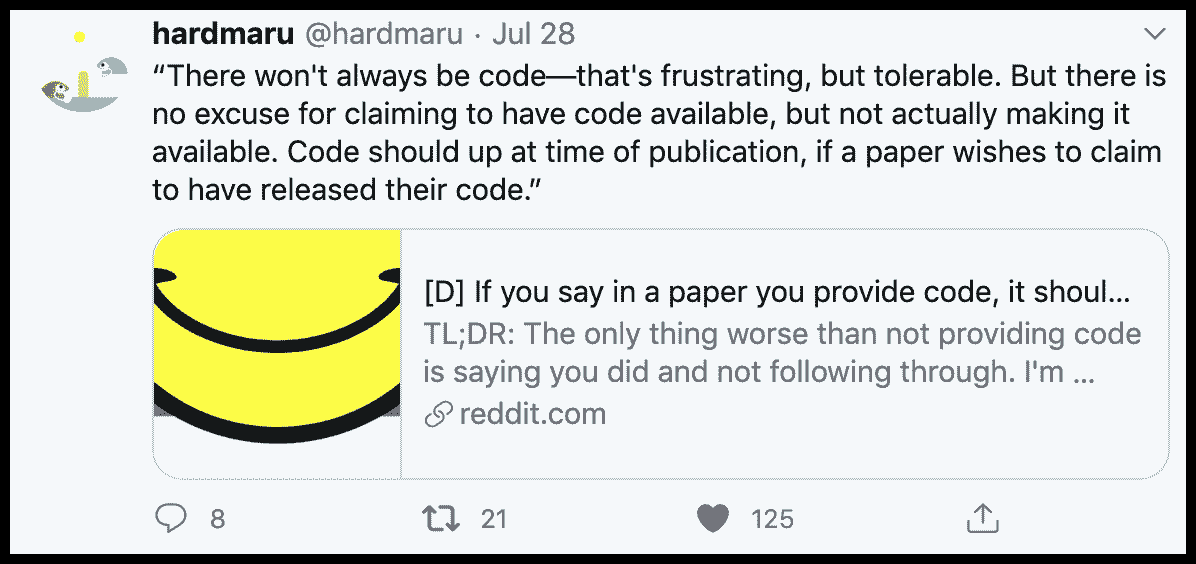 hardmaru @hardmaru · Jul 28
“There won't always be code—that's frustrating, but tolerable. But there is
no excuse for claiming to have code available, but not actually making it
available. Code should up at time of publication, if a paper wishes to claim
to have released their code.”
[D] If you say in a paper you provide code, it shoul...
TL;DR: The only thing worse than not providing code
is saying you did and not following through. I'm ...
reddit.com
8 21 125